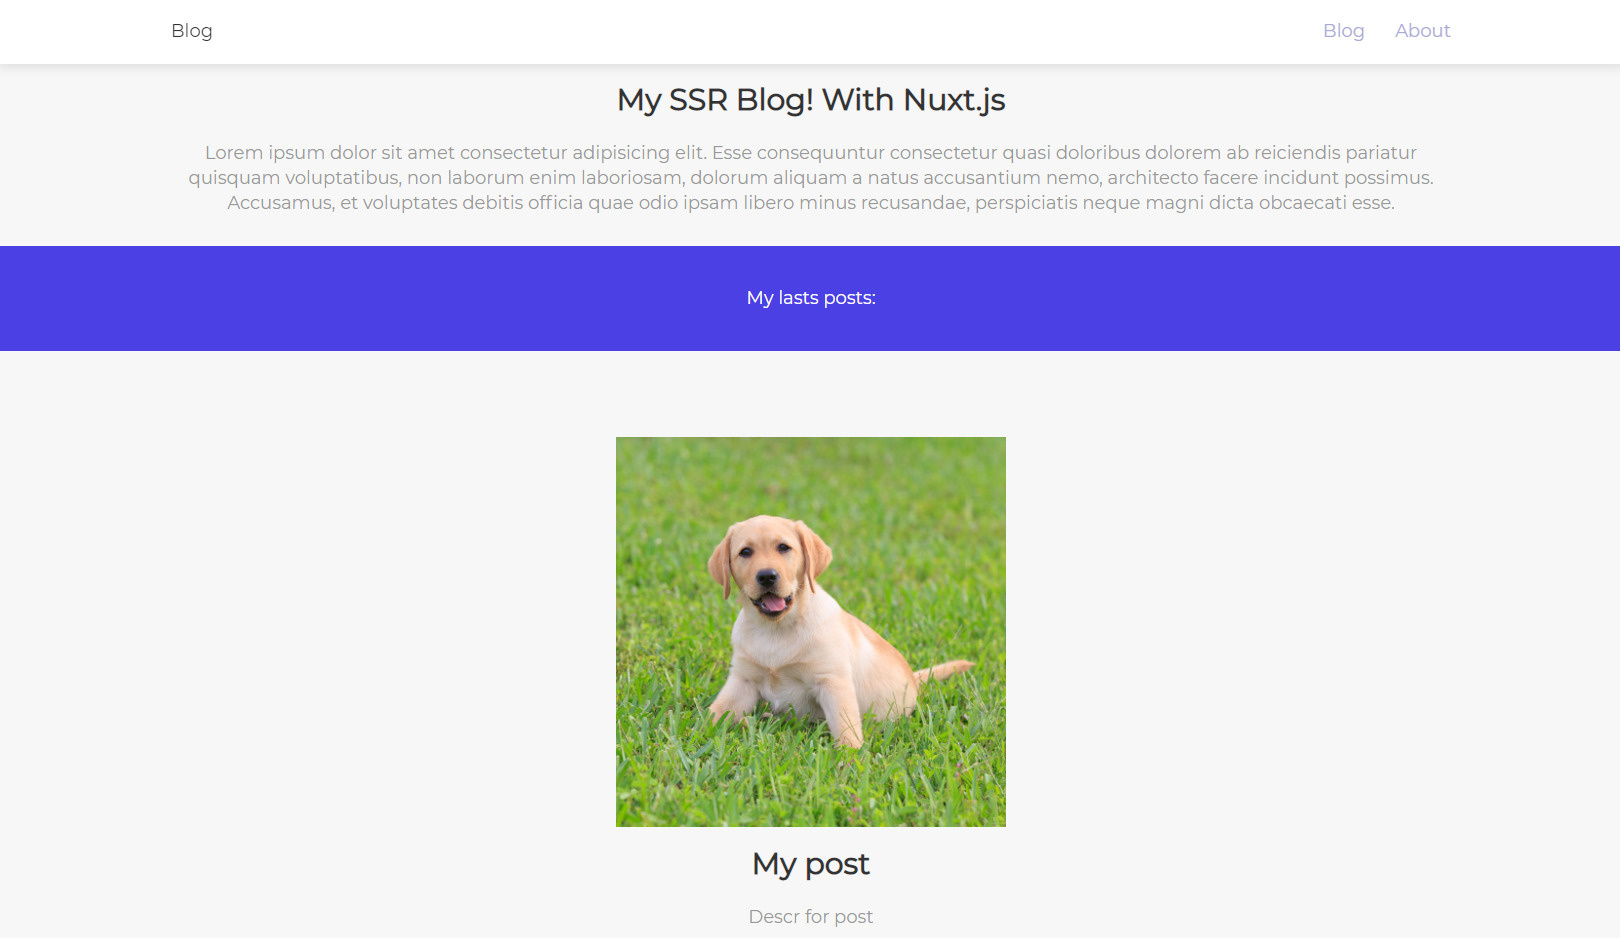 Blog
Blog About
My SSR Blog! With Nuxt.js
Lorem ipsum dolor sit amet consectetur adipisicing elit. Esse consequuntur consectetur quasi doloribus dolorem ab reiciendis pariatur
quisquam voluptatibus, non laborum enim laboriosam, dolorum aliquam a natus accusantium nemo, architecto facere incidunt possimus.
Accusamus, et voluptates debitis officia quae odio ipsam libero minus recusandae, perspiciatis neque magni dicta obcaecati esse.
My lasts posts:
My post
Descr for post